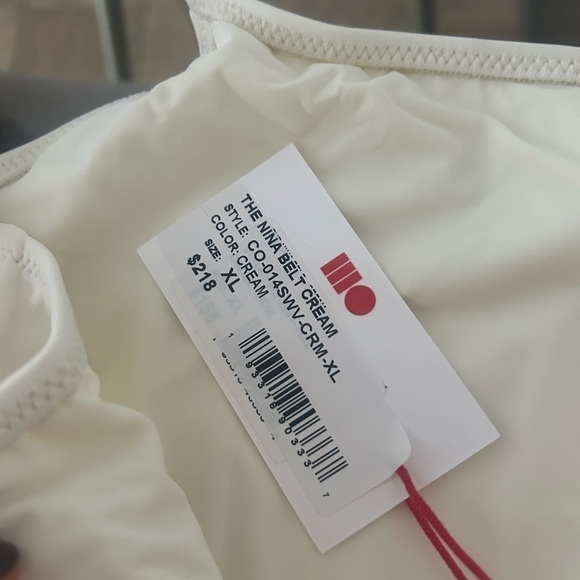 THE NINA BELT CREAM
STYLE: CO-014SWV-CRM-XL
COLOR: CREAM
SIZE: XL
$218